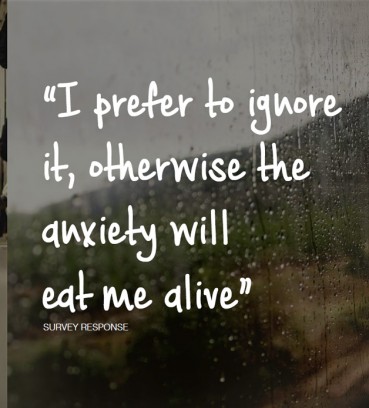 “I prefer to ignore
it, otherwise the
anxiety will
eat me alive”
SURVEY RESPONSE